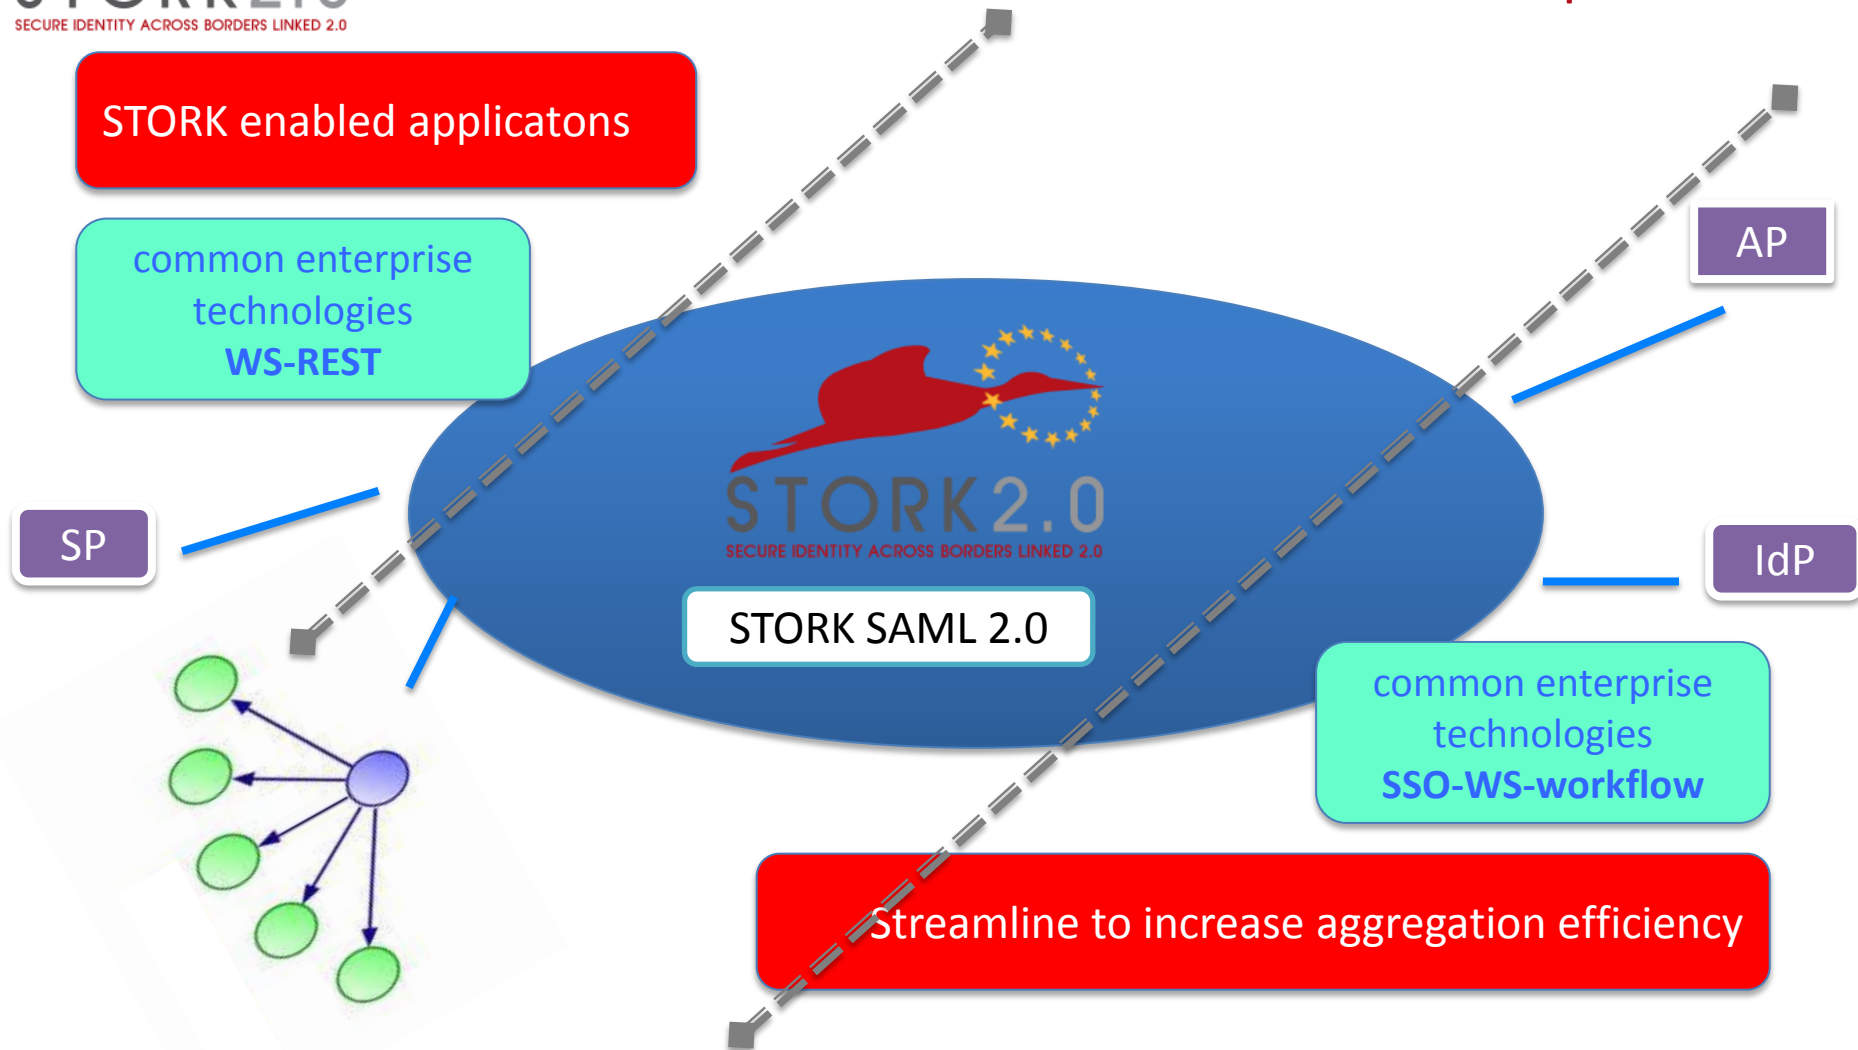 STORK2.0
SECURE IDENTITY ACROSS BORDERS LINKED 2.0
STORK enabled applicatons
common enterprise
technologies
WS-REST
AP
STORK2.0
SECURE IDENTITY ACROSS BORDERS LINKED 2.0
SP
IdP
STORK SAML 2.0
common enterprise
technologies
SSO-WS-workflow
Streamline to increase aggregation efficiency